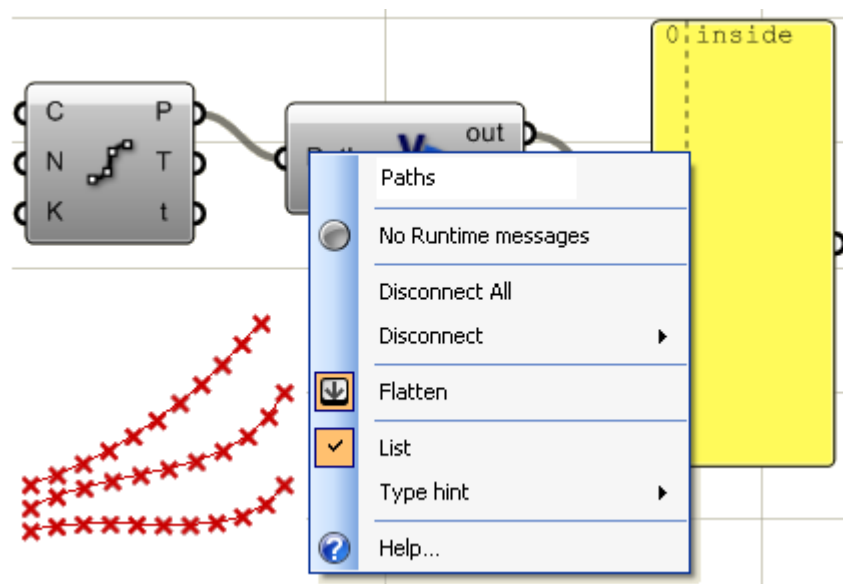 0 inside
C P
N T
K t
out
Paths
No Runtime messages
Disconnect All
Disconnect
Flatten
List
Type hint
Help...